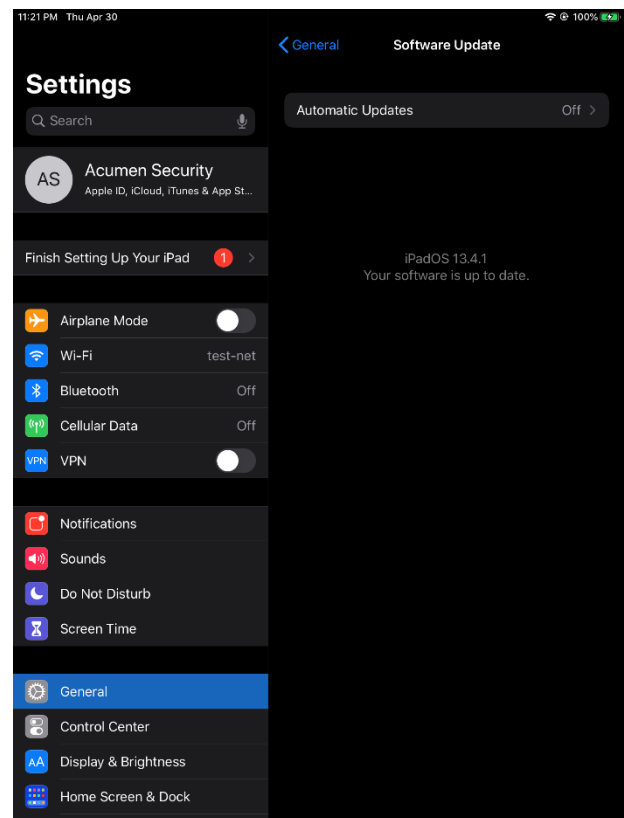 11:21 PM Thu Apr 30
100%
General
Software Update
Settings
Search
Automatic Updates
Off
AS
Acumen Security
Apple ID, iCloud, iTunes & App St...
Finish Setting Up Your iPad
1
iPadOS 13.4.1
Your software is up to date.
Airplane Mode
Wi-Fi
test-net
Bluetooth
Off
Cellular Data
Off
VPN
VPN
Notifications
Sounds
Do Not Disturb
Screen Time
General
Control Center
AA
Display & Brightness
Home Screen & Dock